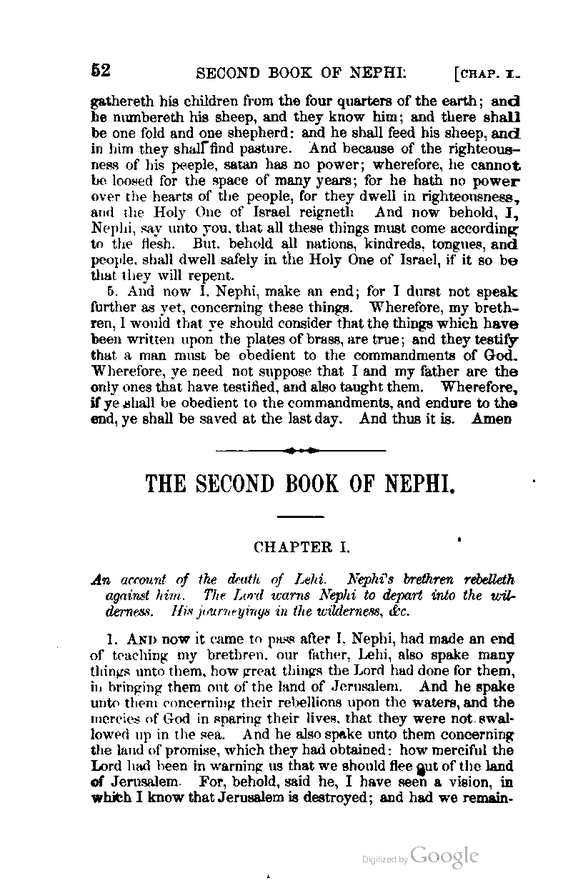 52 SECOND BOOK OF NEPHI. [CHAP. I.
gathereth his children from the four quarters of the earth; and
he numbereth his sheep, and they know him; and there shall
be one fold and one shepherd: and he shall feed his sheep, and
in him they shall find pasture. And because of the righteous-
ness of his peeple, satan has no power; wherefore, he cannot
be loosed for the space of many years; for he hath no power
over the hearts of the people, for they dwell in righteousness,
and the Holy One of Israel reigneth And now behold, I,
Nephi, say unto you, that all these things must come according
to the flesh. But, behold all nations, kindreds, tongues, and
people, shall dwell safely in the Holy One of Israel, if it so be
that they will repent.
5. And now I, Nephi, make an end; for I durst not speak
further as yet, concerning these things. Wherefore, my breth-
ren, I would that ye should consider that the things which have
been written upon the plates of brass, are true; and they testify
that a man must be obedient to the commandments of God.
Wherefore, ye need not suppose that I and my father are the
only ones that have testified, and also taught them. Wherefore,
if ye shall be obedient to the commandments, and endure to the
end, ye shall be saved at the last day. And thus it is. Amen
THE SECOND BOOK OF NEPHI.
CHAPTER I.
An account of the death of Lehi. Nephi's brethren rebelleth
against him. The Lord warns Nephi to depart into the wil-
derness. His journeyings in the wilderness, &c.
1. AND now it came to pass after I, Nephi, had made an end
of teaching my brethren, our father, Lehi, also spake many
things unto them, how great things the Lord had done for them,
in bringing them out of the land of Jerusalem. And he spake
unto them concerning their rebellions upon the waters, and the
mercies of God in sparing their lives, that they were not swal-
lowed up in the sea. And he also spake unto them concerning
the land of promise, which they had obtained: how merciful the
Lord had been in warning us that we should flee out of the land
of Jerusalem. For, behold, said he, I have seen a vision, in
which I know that Jerusalem is destroyed; and had we remain-
Digitized by Google